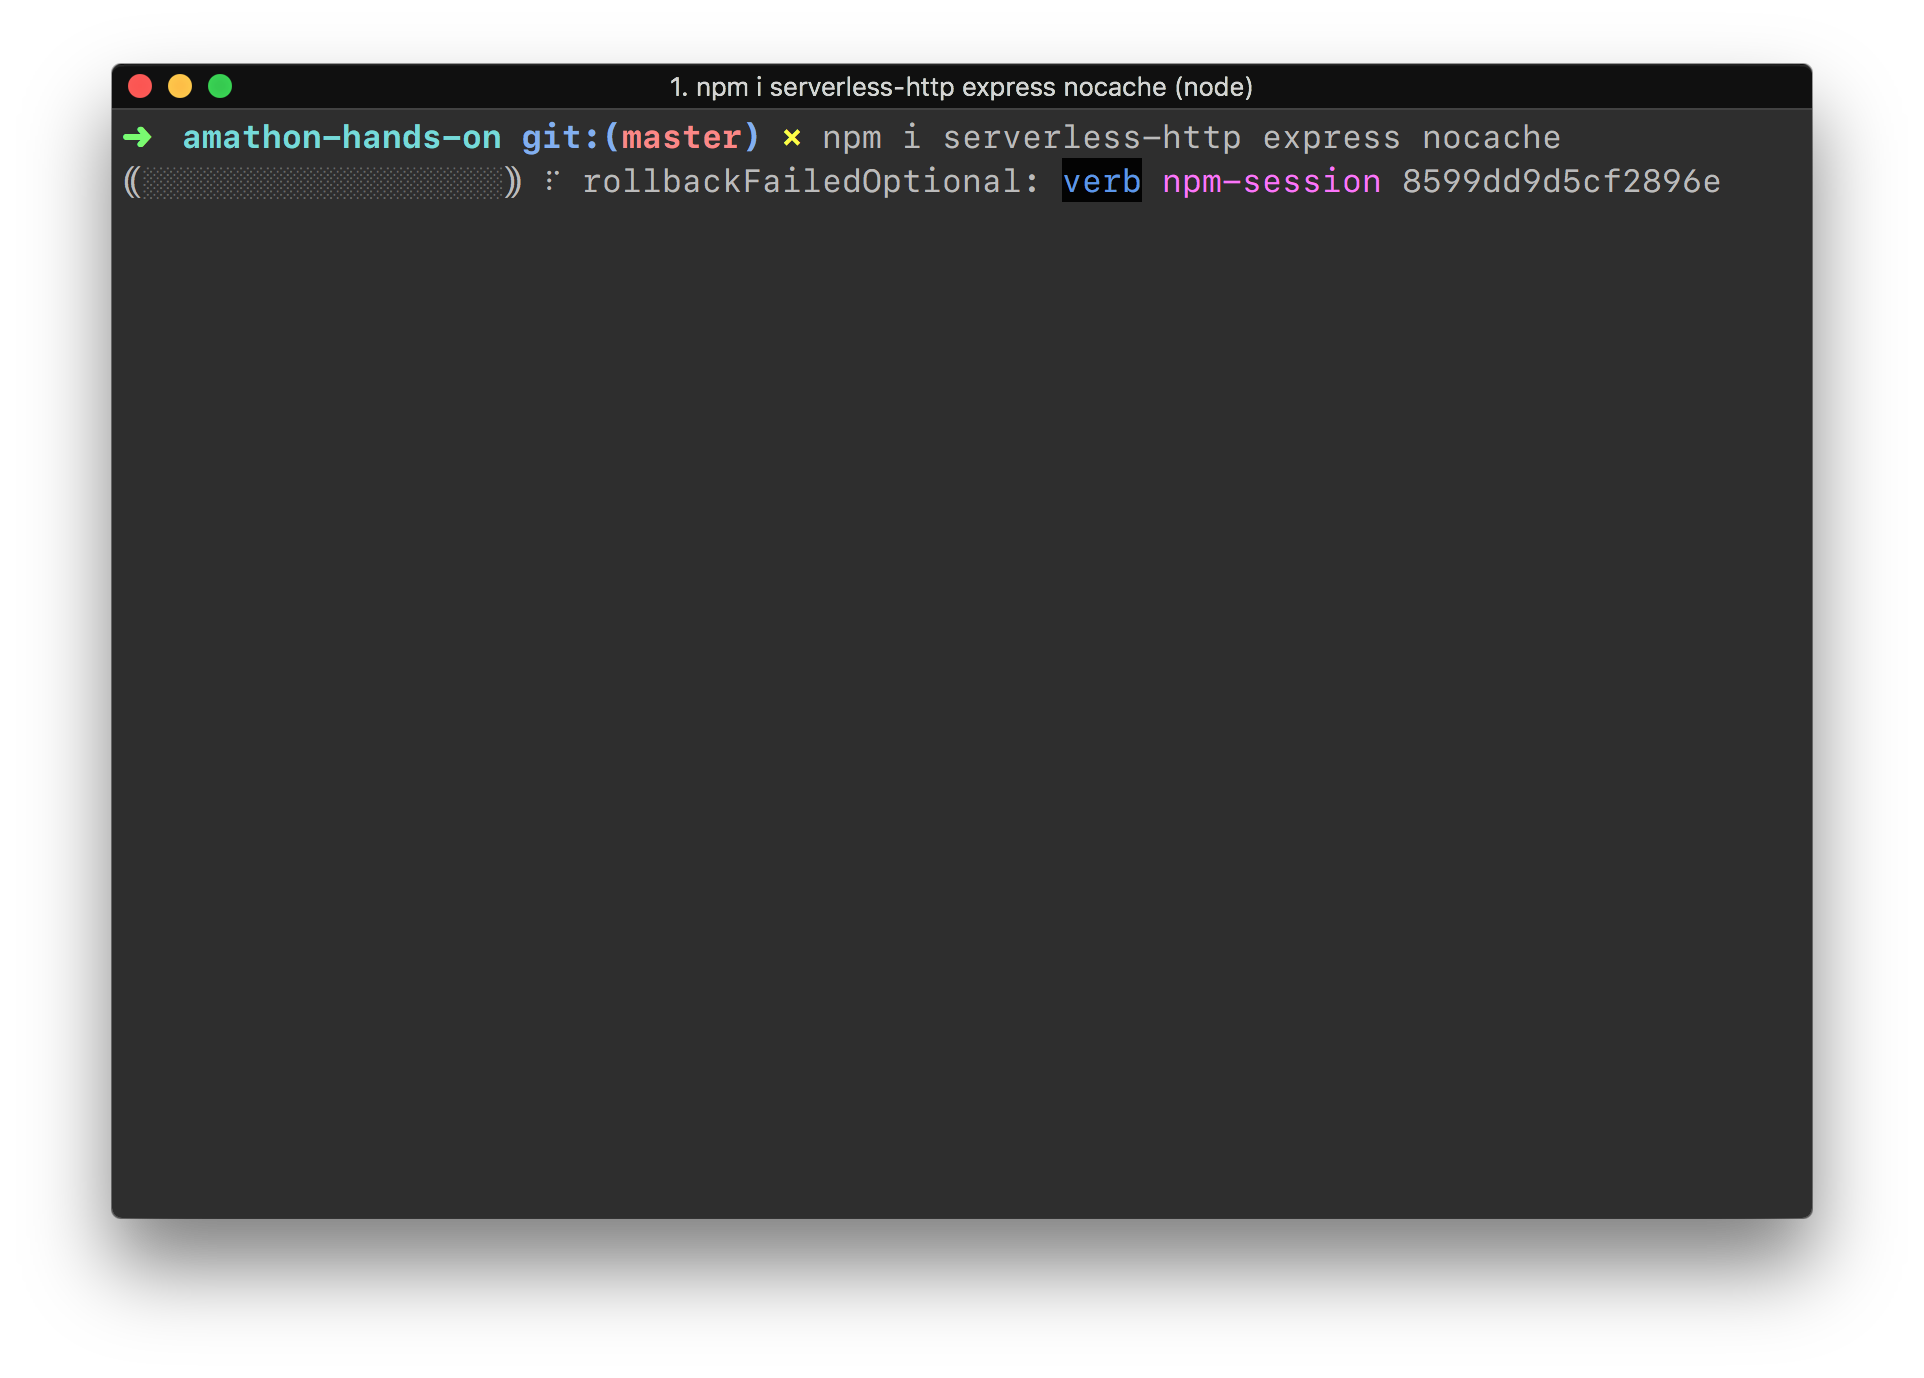 1. npm i serverless-http express nocache (node)
➜ amathon-hands-on git:(master) ✗ npm i serverless-http express nocache
⸨░░░░░░░░░░░░░░░░░░⸩ ⠏ rollbackFailedOptional: verb npm-session 8599dd9d5cf2896e